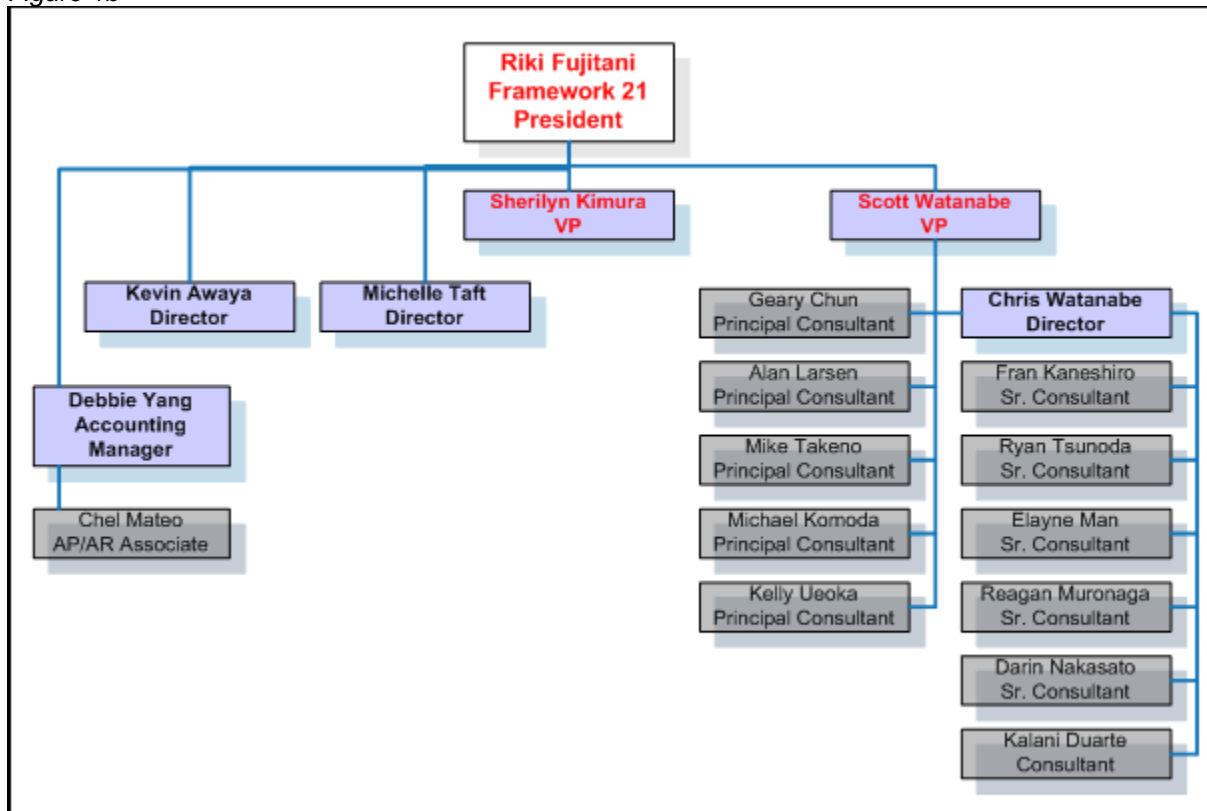 Riki Fujitani
Framework 21
President
Sherilyn Kimura
VP
Scott Watanabe
VP
Kevin Awaya
Director
Michelle Taft
Director
Geary Chun
Principal Consultant
Chris Watanabe
Director
Alan Larsen
Principal Consultant
Fran Kaneshiro
Sr. Consultant
Debbie Yang
Accounting
Manager
Mike Takeno
Principal Consultant
Ryan Tsunoda
Sr. Consultant
Chel Mateo
AP/AR Associate
Michael Komoda
Principal Consultant
Elayne Man
Sr. Consultant
Kelly Ueoka
Principal Consultant
Reagan Muronaga
Sr. Consultant
Darin Nakasato
Sr. Consultant
Kalani Duarte
Consultant